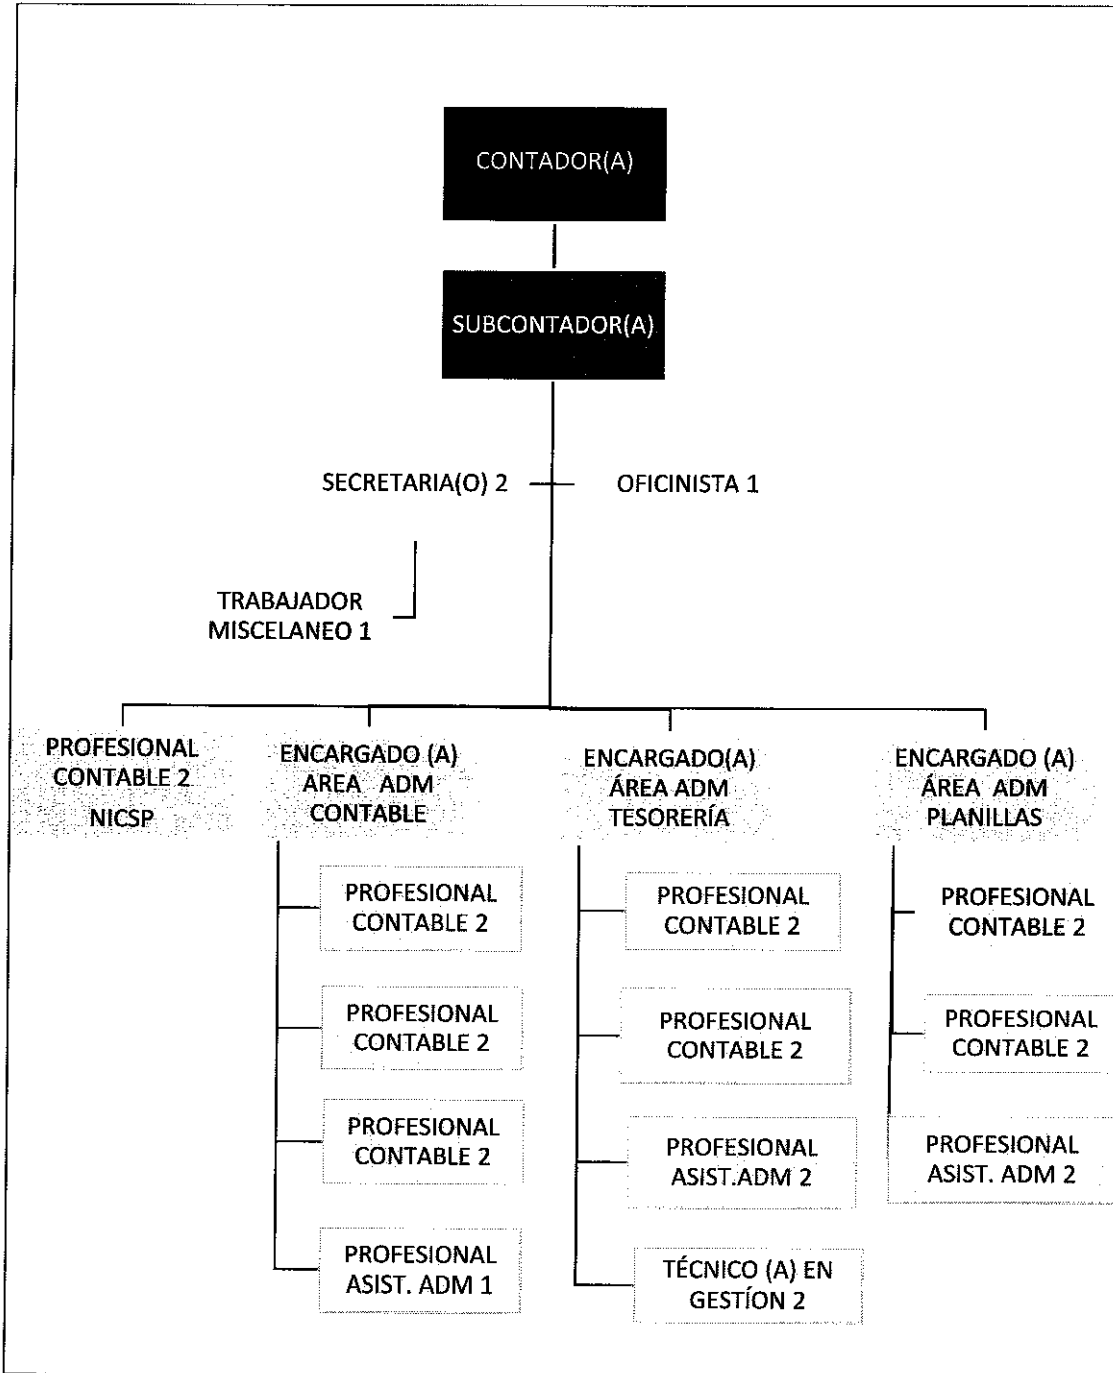 CONTADOR(A)
SUBCONTADOR(A)
SECRETARIA(O) 2
OFICINISTA 1
TRABAJADOR
MISCELANEO 1
PROFESIONAL
CONTABLE 2
NICSP
ENCARGADO (A)
AREA ADM
CONTABLE
ENCARGADO(A)
ÁREA ADM
TESORERÍA
ENCARGADO (A)
ÁREA ADM
PLANILLAS
PROFESIONAL
CONTABLE 2
PROFESIONAL
CONTABLE 2
PROFESIONAL
CONTABLE 2
PROFESIONAL
ASIST. ADM 1
PROFESIONAL
CONTABLE 2
PROFESIONAL
CONTABLE 2
PROFESIONAL
ASIST.ADM 2
TÉCNICO (A) EN
GESTÍON 2
PROFESIONAL
CONTABLE 2
PROFESIONAL
CONTABLE 2
PROFESIONAL
ASIST. ADM 2